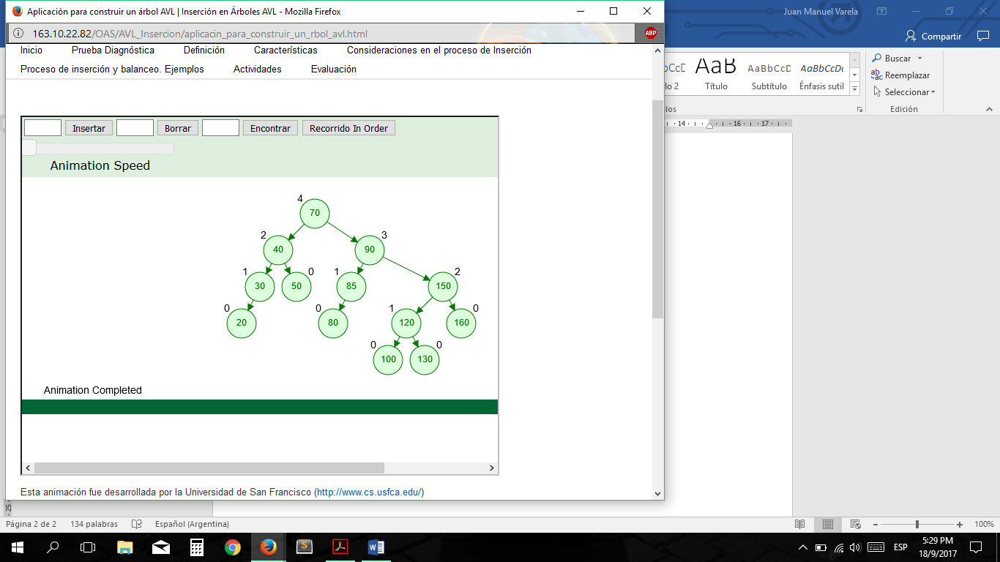 Aplicación para construir un árbol AVL | Inserción en Árboles AVL - Mozilla Firefox
Juan Manuel Varela
163.10.22.82/OAS/AVL_Insercion/aplicacin_para_construir_un_rbol_avl.html
ABP
Compartir
Inicio Prueba Diagnóstica Definición Características Consideraciones en el proceso de Inserción
Proceso de inserción y balanceo. Ejemplos Actividades Evaluación
AaB AaBbCcD AaBbCcDc
Título Subtítulo Énfasis sutil
Buscar
Reemplazar
Seleccionar
Edición
14 16 17
Insertar Borrar Encontrar Recorrido In Order
Animation Speed
4
70
2 3
40 90
1 0 1 2
30 50 85 150
0 0 1 0
20 80 120 160
0 0
100 130
Animation Completed
Esta animación fue desarrollada por la Universidad de San Francisco (http://www.cs.usfca.edu/)
25
Página 2 de 2 134 palabras Español (Argentina) 100%
ESP
5:29 PM
18/9/2017